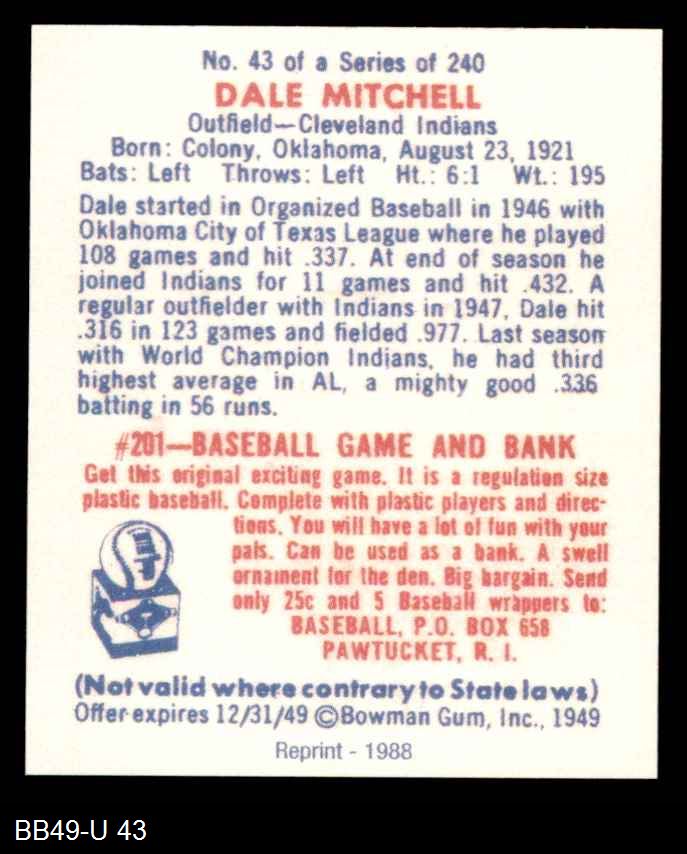 No. 43 of a Series of 240
DALE MITCHELL
Outfield—Cleveland Indians
Born: Colony, Oklahoma, August 23, 1921
Bats: Left Throws: Left Ht.: 6:1 Wt.: 195
Dale started in Organized Baseball in 1946 with
Oklahoma City of Texas League where he played
108 games and hit .337. At end of season he
joined Indians for 11 games and hit .432. A
regular outfielder with Indians in 1947, Dale hit
.316 in 123 games and fielded .977. Last season
with World Champion Indians, he had third
highest average in AL, a mighty good .336
batting in 56 runs.
#201—BASEBALL GAME AND BANK
Get this original exciting game. It is a regulation size
plastic baseball. Complete with plastic players and direc-
tions. You will have a lot of fun with your
pals. Can be used as a bank. A swell
ornament for the den. Big bargain. Send
only 25c and 5 Baseball wrappers to:
BASEBALL, P.O. BOX 658
PAWTUCKET, R. I.
(Not valid where contrary to State laws)
Offer expires 12/31/49 ©Bowman Gum, Inc., 1949
Reprint - 1988
BB49-U 43